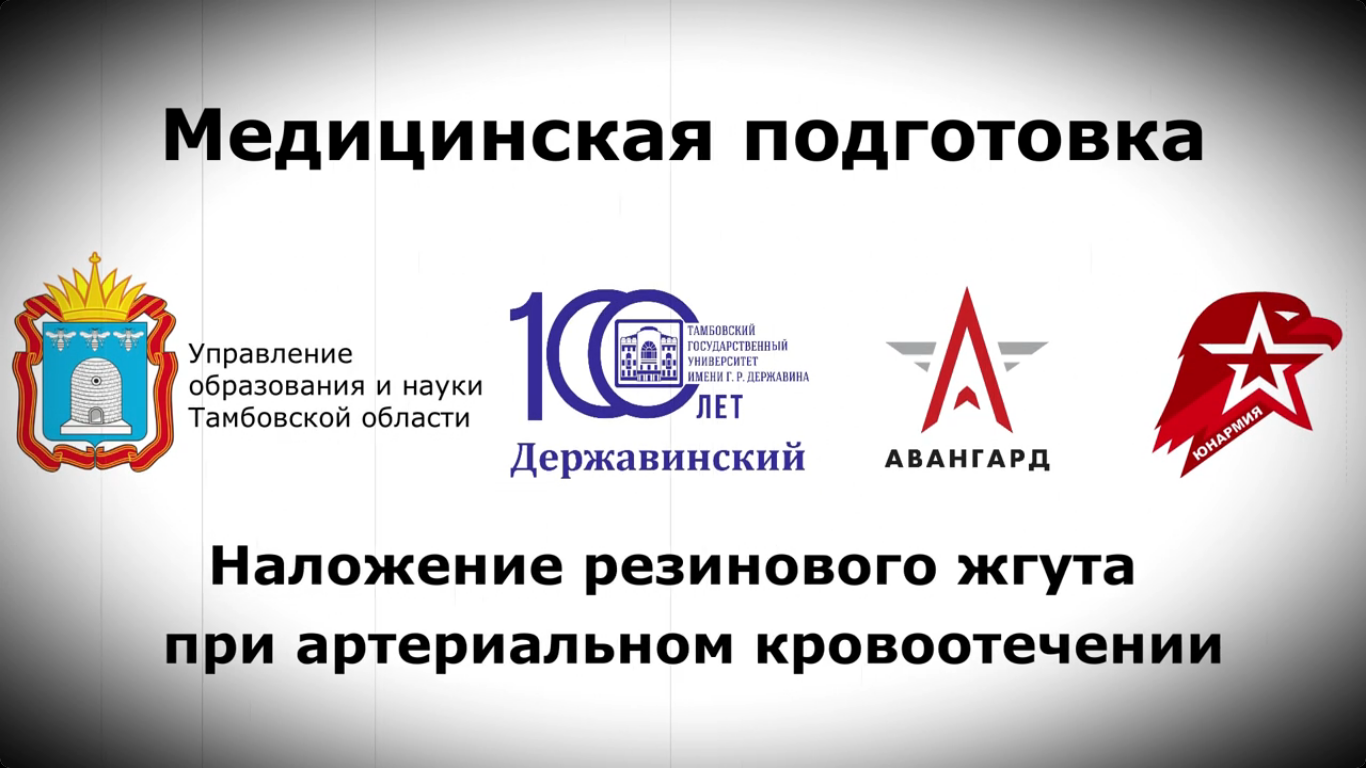 Медицинская подготовка
Управление
образования и науки
Тамбовской области
100
ТАМБОВСКИЙ
ГОСУДАРСТВЕННЫЙ
УНИВЕРСИТЕТ
ИМЕНИ Г. Р. ДЕРЖАВИНА
ЛЕТ
Державинский
АВАНГАРД
ЮНАРМИЯ
Наложение резинового жгута
при артериальном кровоотечении